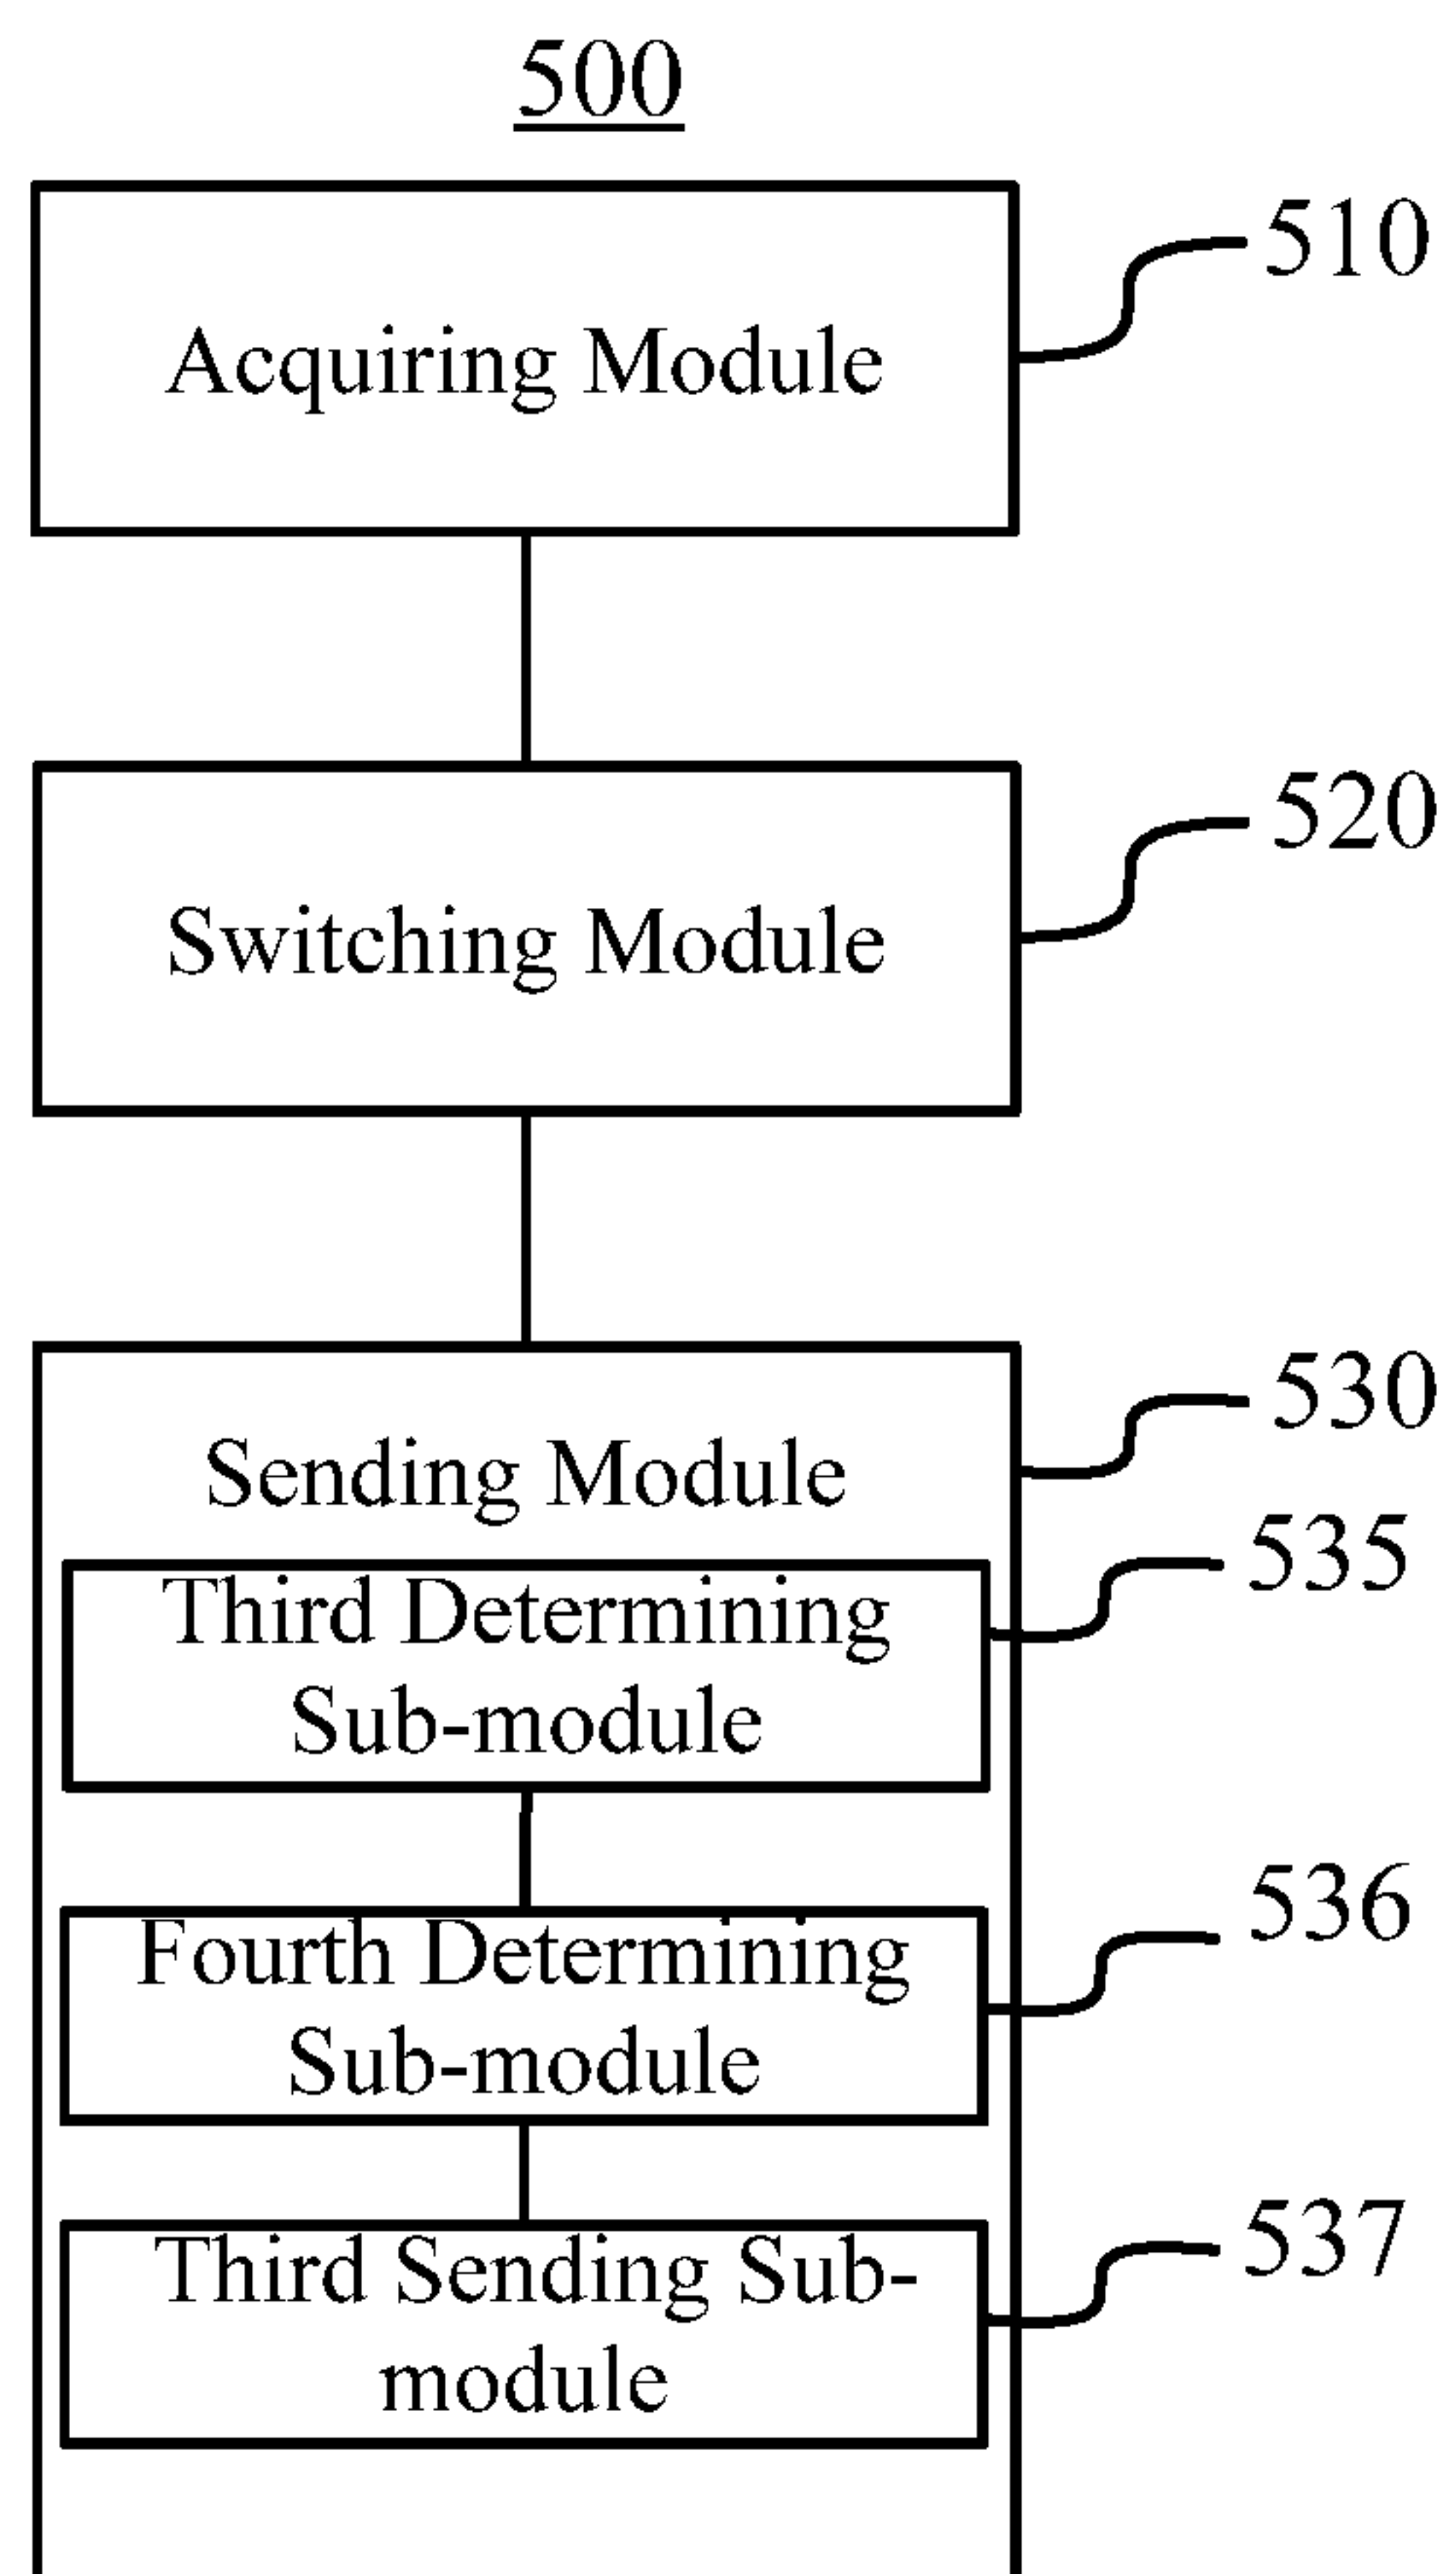 500
Acquiring Module
510
Switching Module
520
Sending Module
530
Third Determining
Sub-module
535
Fourth Determining
Sub-module
536
Third Sending Sub-
module
537